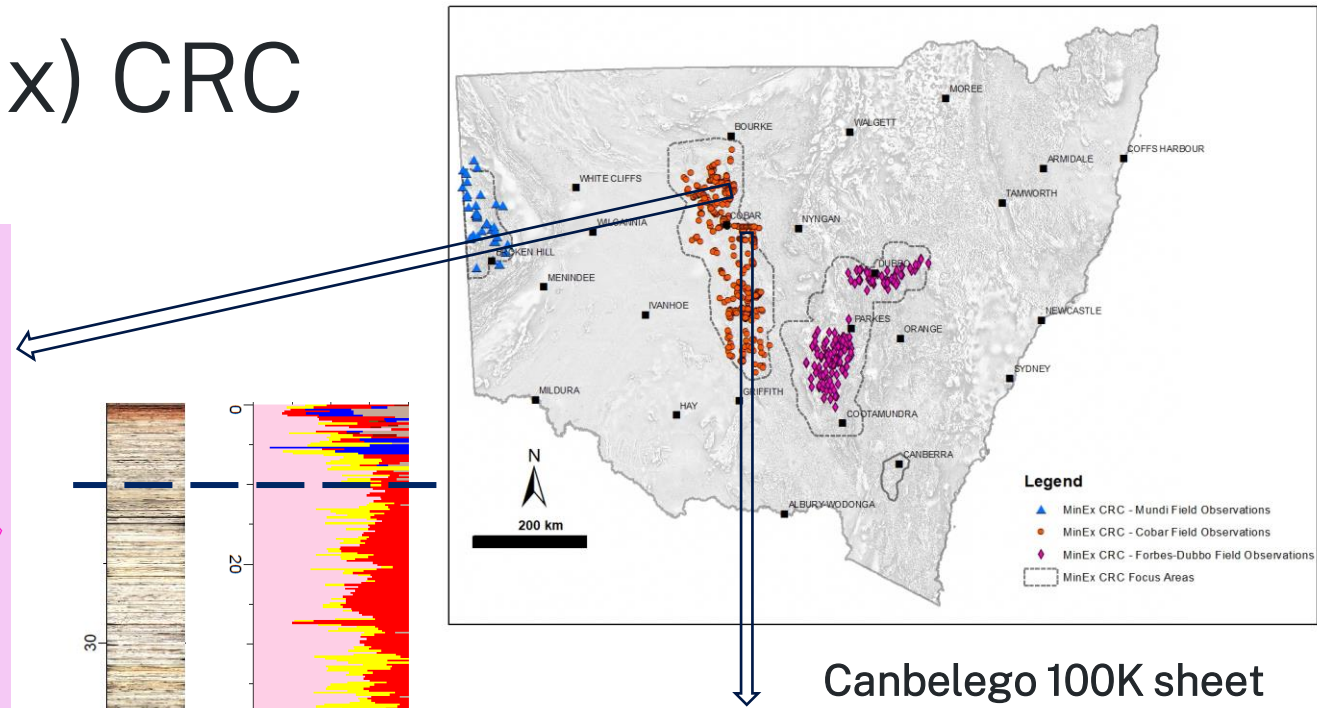 x) CRC
MOREE
BOURKE
WALGETT
COFFS HARBOUR
ARMIDALE
WHITE CLIFFS
TAMWORTH
COBAR
NYNGAN
WILCANNIA
BROKEN HILL
DUBBO
MENINDEE
IVANHOE
PARKES
NEWCASTLE
ORANGE
SYDNEY
MILDURA
HAY
GRIFFITH
COOTAMUNDRA
CANBERRA
N
ALBURY-WODONGA
200 km
Legend
MinEx CRC - Mundi Field Observations
MinEx CRC - Cobar Field Observations
MinEx CRC - Forbes-Dubbo Field Observations
MinEx CRC Focus Areas
0
20
30
Canbelego 100K sheet